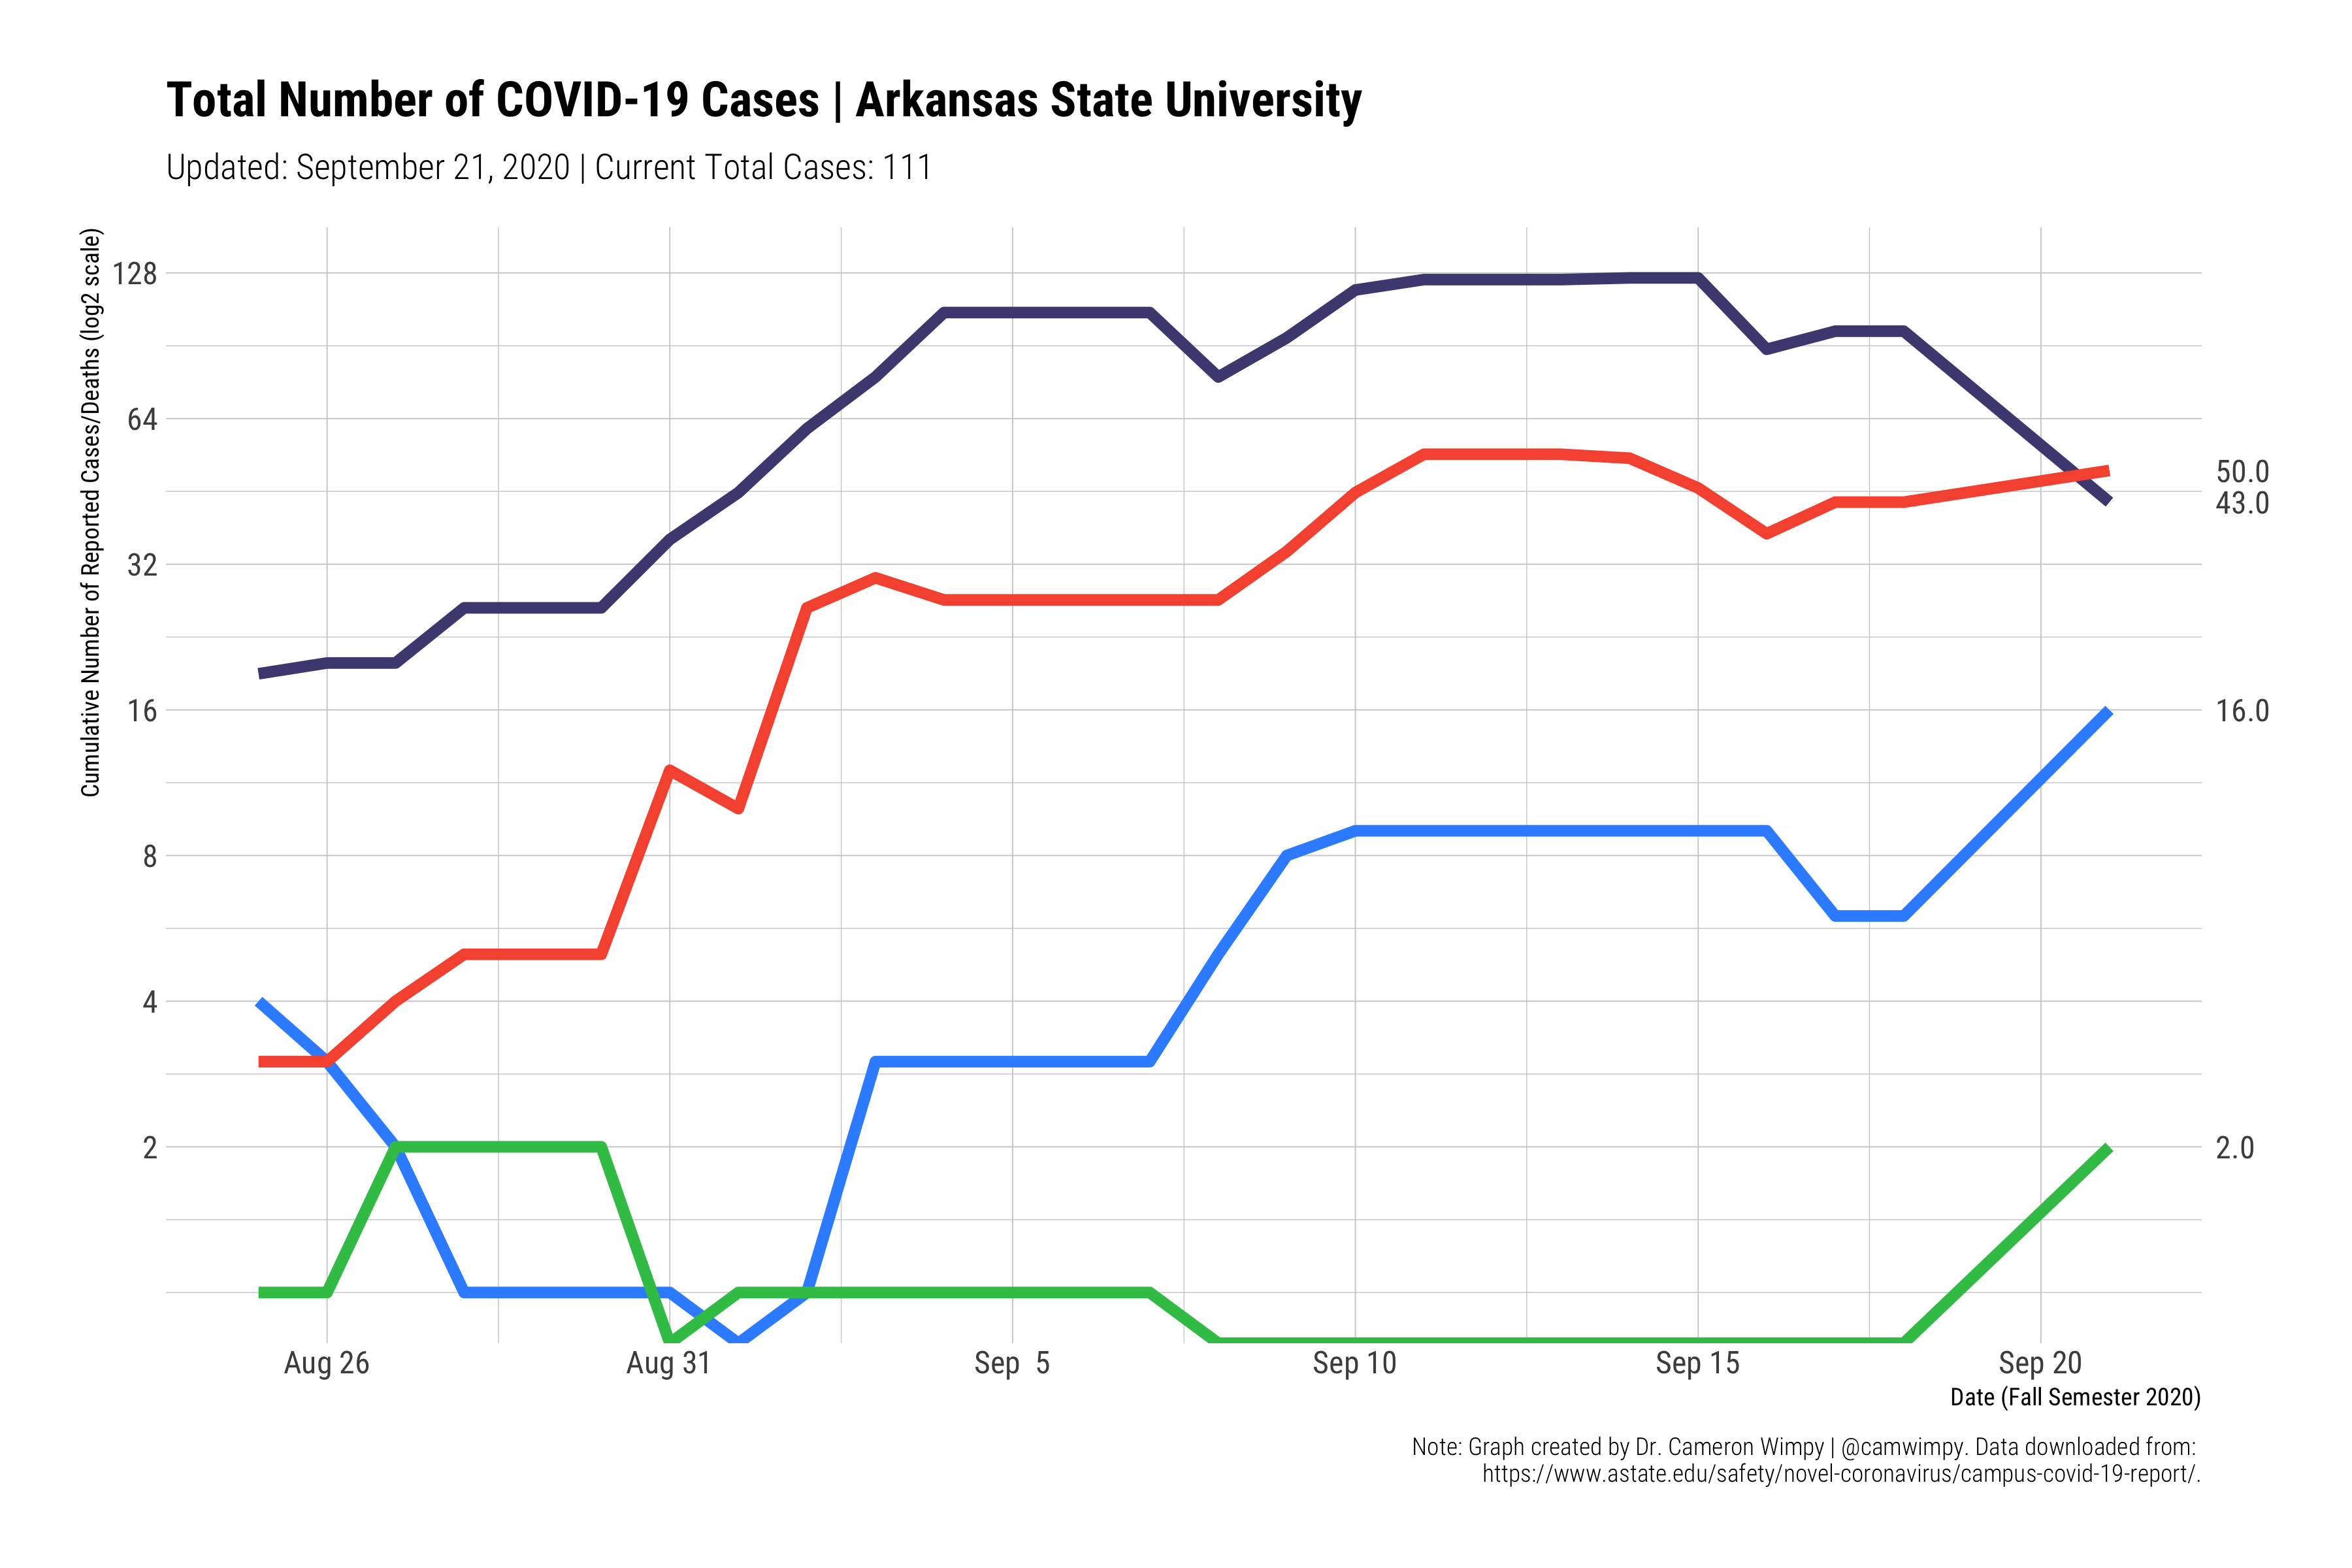 Total Number of COVID-19 Cases | Arkansas State University
Updated: September 21, 2020 | Current Total Cases: 111
Cumulative Number of Reported Cases/Deaths (log2 scale)
128
64
32
16
8
4
2
50.0
43.0
16.0
2.0
Aug 26
Aug 31
Sep 5
Sep 10
Sep 15
Sep 20
Date (Fall Semester 2020)
Note: Graph created by Dr. Cameron Wimpy | @camwimpy. Data downloaded from:
https://www.astate.edu/safety/novel-coronavirus/campus-covid-19-report/.